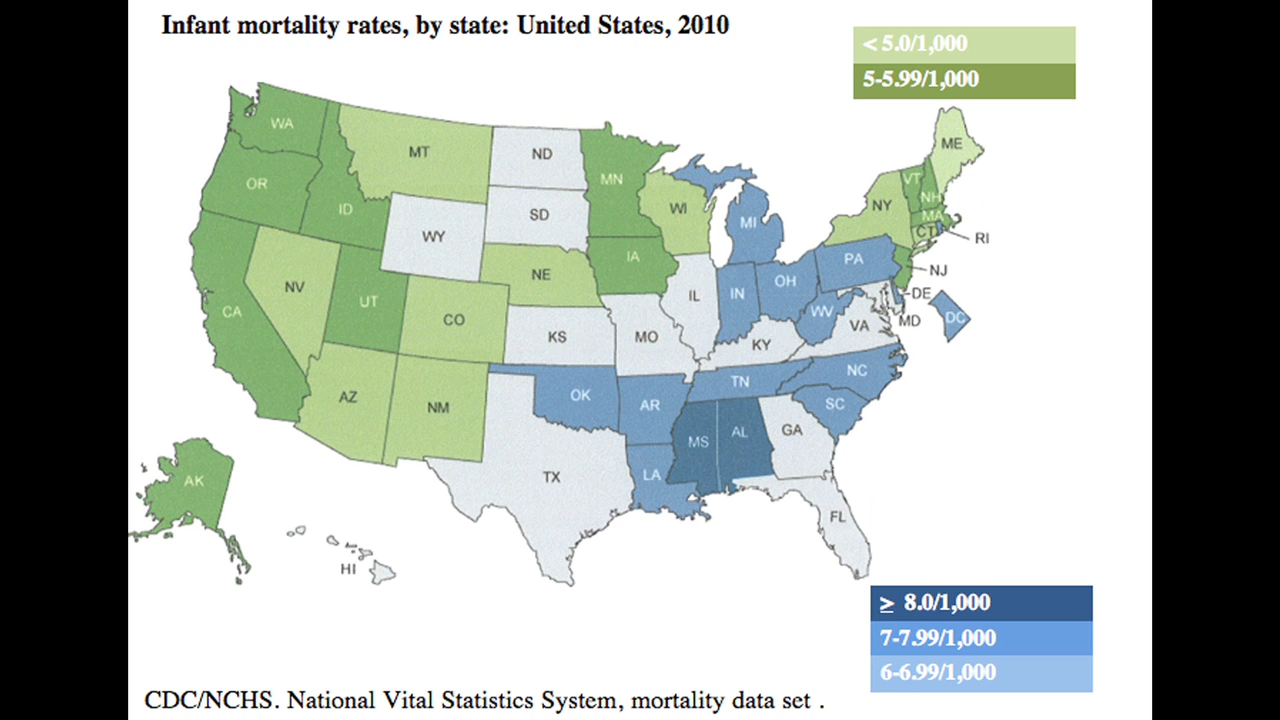 Infant mortality rates, by state: United States, 2010
< 5.0/1,000
5-5.99/1,000
WA
MT
ND
MN
ME
OR
ID
SD
WI
MI
NY
VT
NH
MA
CT
RI
WY
IA
PA
NJ
NV
UT
CO
NE
IL
IN
OH
DE
MD
DC
CA
KS
MO
KY
WV
VA
AZ
NM
OK
AR
TN
NC
SC
MS
AL
GA
TX
LA
FL
AK
HI
≥ 8.0/1,000
7-7.99/1,000
6-6.99/1,000
CDC/NCHS. National Vital Statistics System, mortality data set .